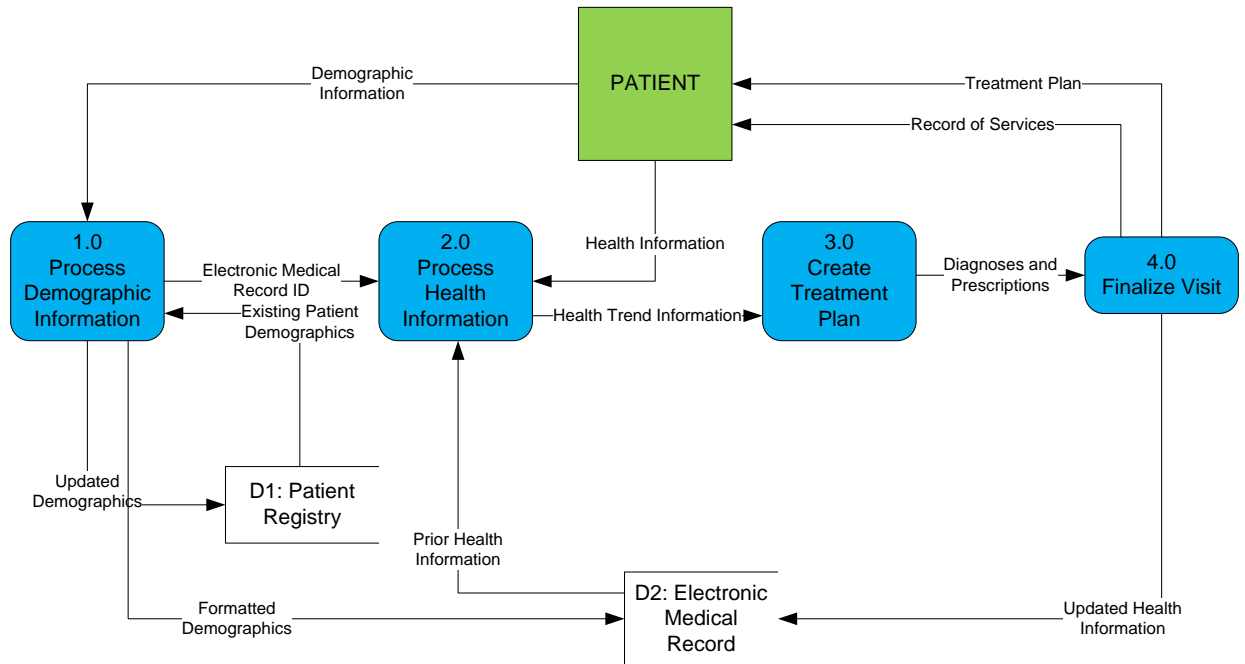 PATIENT
Demographic
Information
Treatment Plan
Record of Services
1.0
Process
Demographic
Information
Electronic Medical
Record ID
Existing Patient
Demographics
2.0
Process
Health
Information
Health Information
Health Trend Information
3.0
Create
Treatment
Plan
Diagnoses and
Prescriptions
4.0
Finalize Visit
Updated
Demographics
D1: Patient
Registry
Prior Health
Information
Formatted
Demographics
D2: Electronic
Medical
Record
Updated Health
Information